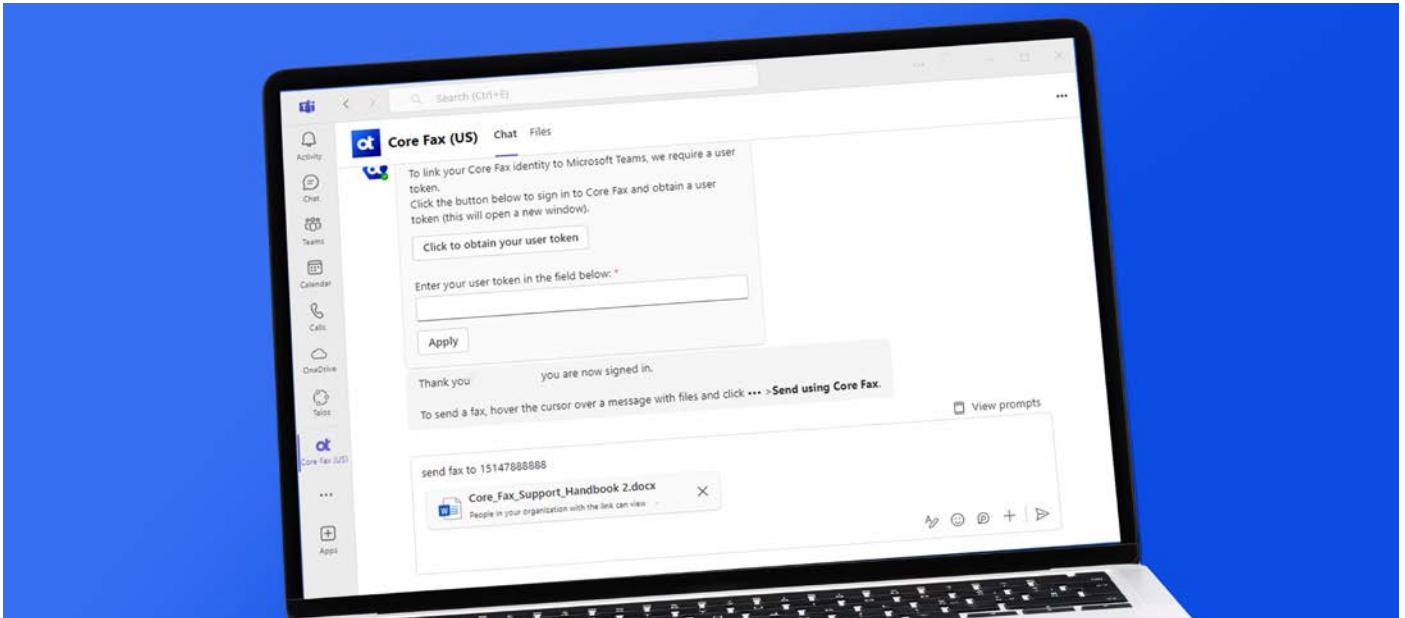 Search (Ctrl+E)
Activity
Chat
Teams
Calendar
Calls
OneDrive
Talos
ot
Core Fax (US)
Apps
ot Core Fax (US) Chat Files
To link your Core Fax identity to Microsoft Teams, we require a user
token.
Click the button below to sign in to Core Fax and obtain a user
token (this will open a new window).
Click to obtain your user token
Enter your user token in the field below: *
Apply
Thank you you are now signed in.
To send a fax, hover the cursor over a message with files and click ••• >Send using Core Fax.
View prompts
send fax to 15147888888
Core_Fax_Support_Handbook 2.docx
People in your organization with the link can view